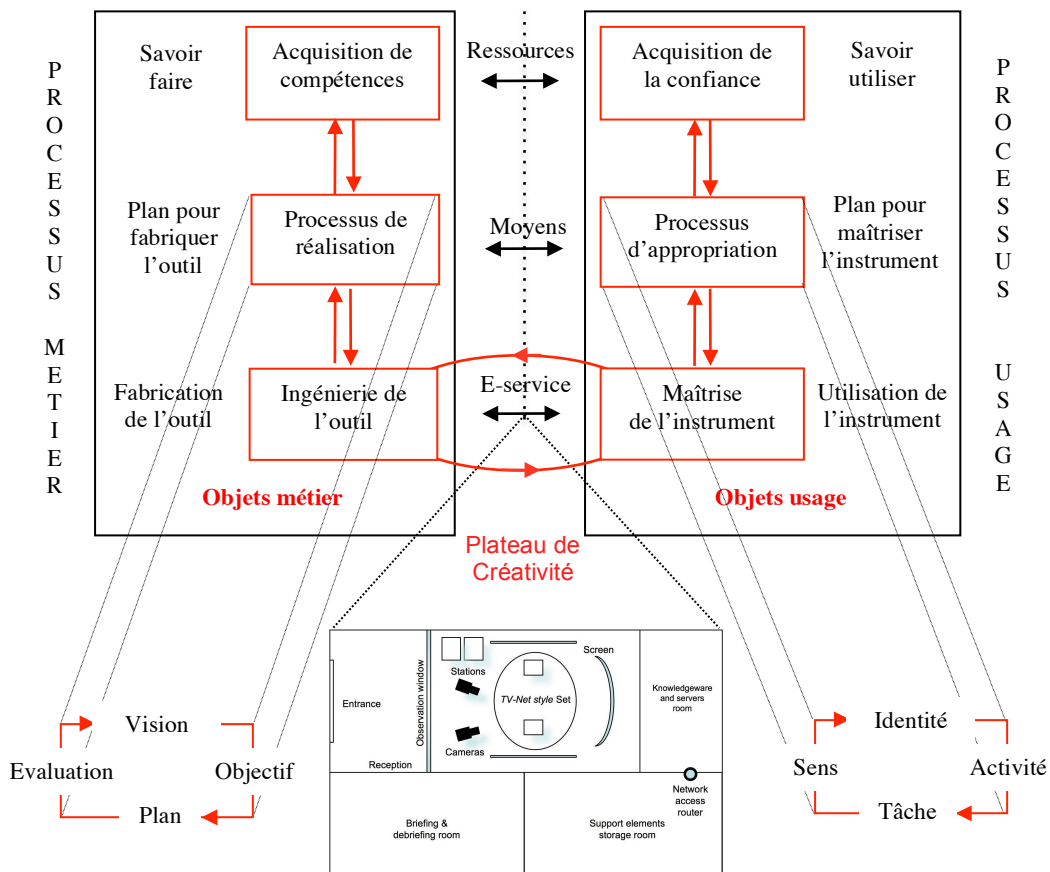 PROCESSUS METIER
Savoir
faire
Acquisition de
compétences
Ressources
Acquisition de
la confiance
Savoir
utiliser
PROCESSUS USAGE
Plan pour
fabriquer
l’outil
Processus de
réalisation
Moyens
Processus
d’appropriation
Plan pour
maîtriser
l’instrument
Fabrication
de l’outil
Ingénierie de
l’outil
E-service
Maîtrise
de l’instrument
Utilisation de
l’instrument
Objets métier
Objets usage
Plateau de
Créativité
Vision
Evaluation
Objectif
Plan
Entrance
Reception
Observation window
Stations
Cameras
TV-Net style Set
Screen
Knowledgeware
and servers
room
Network
access
router
Briefing &
debriefing room
Support elements
storage room
Identité
Sens
Activité
Tâche